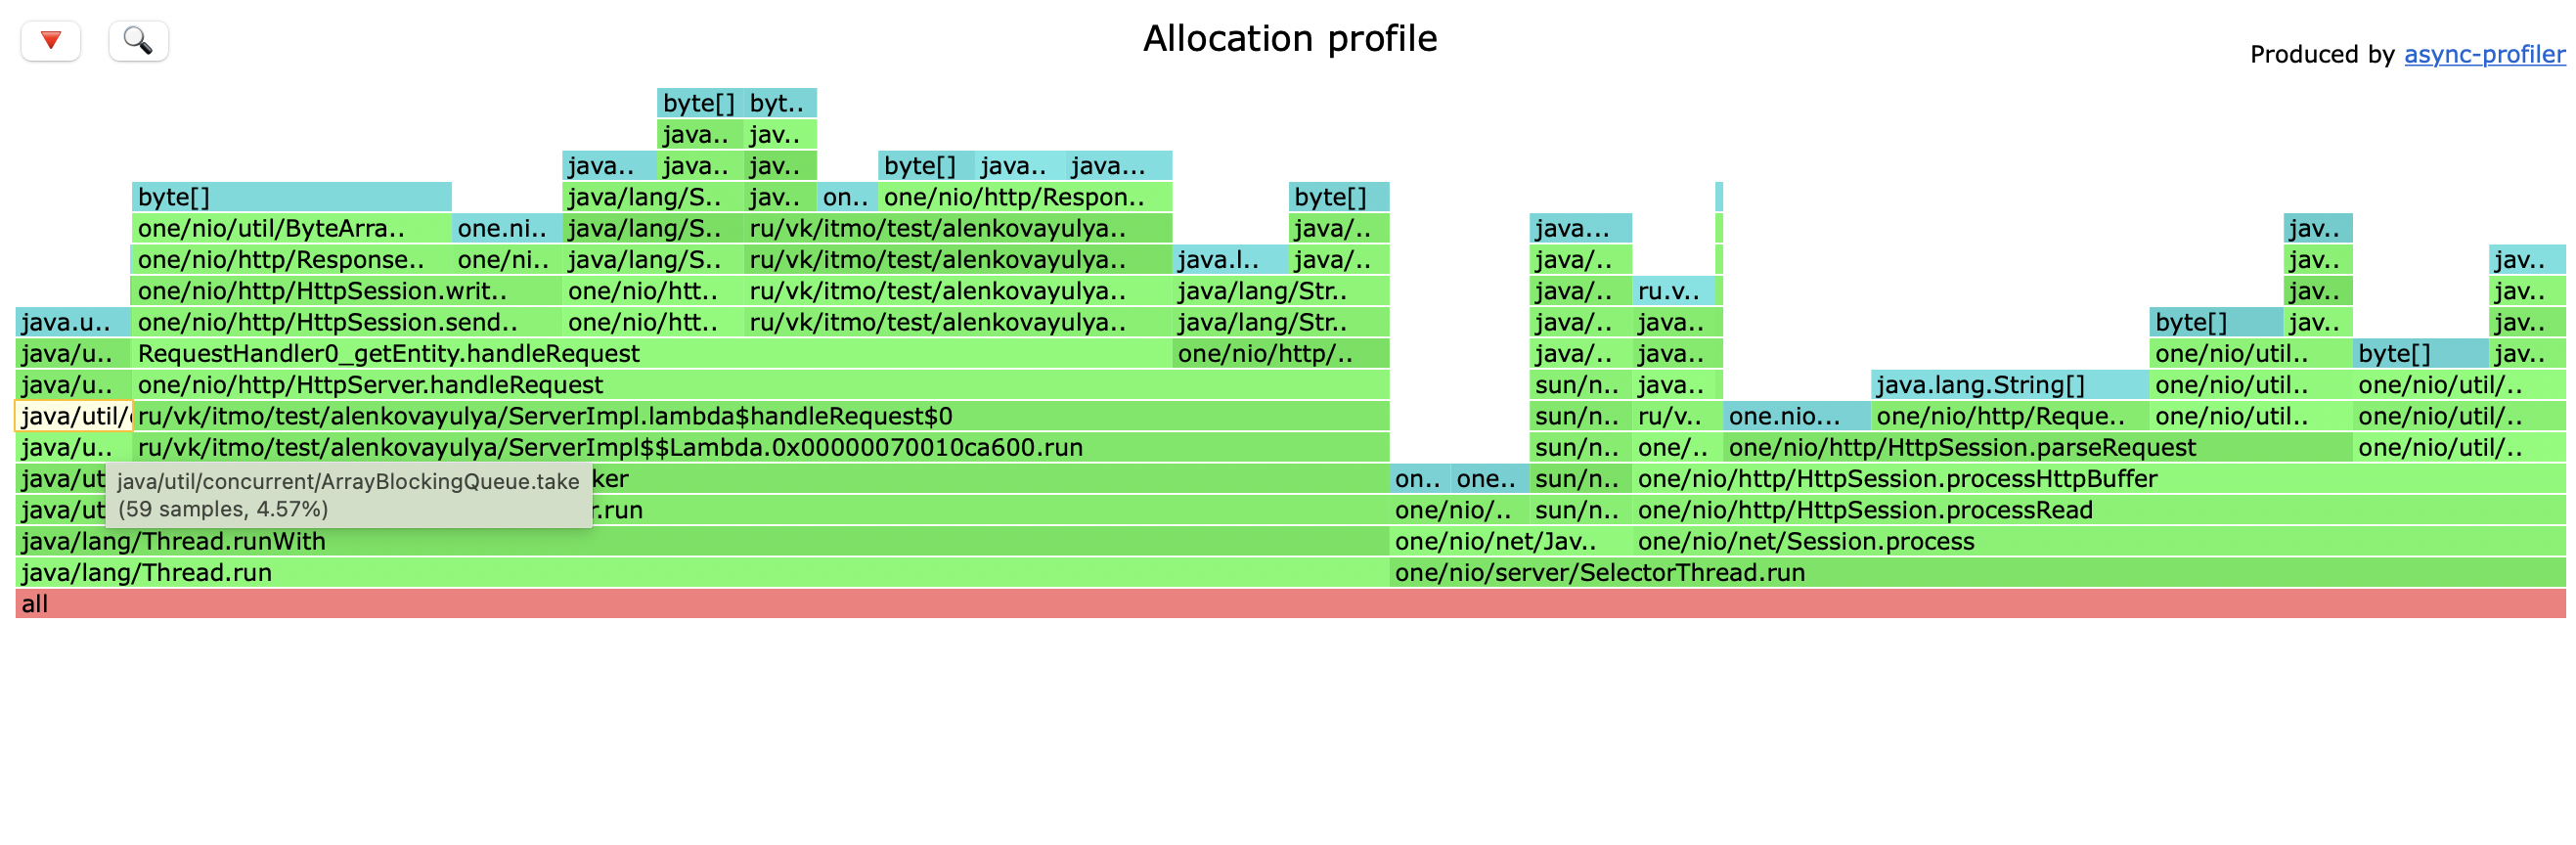 Allocation profile
Produced by async-profiler
byte[] byt..
java.. jav..
java.. java.. jav.. byte[] java.. java...
byte[] java/lang/S.. jav.. on.. one/nio/http/Respon.. byte[]
one/nio/util/ByteArra.. one.ni.. java/lang/S.. ru/vk/itmo/test/alenkovayulya.. java/.. java... jav..
one/nio/http/Response.. one/ni.. java/lang/S.. ru/vk/itmo/test/alenkovayulya.. java.l.. java/.. java/.. jav.. jav..
one/nio/http/HttpSession.writ.. one/nio/htt.. ru/vk/itmo/test/alenkovayulya.. java/lang/Str.. java/.. ru.v.. jav.. jav..
java.u.. one/nio/http/HttpSession.send.. one/nio/htt.. ru/vk/itmo/test/alenkovayulya.. java/lang/Str.. java/.. java.. byte[] jav.. jav..
java/u.. RequestHandler0_getEntity.handleRequest one/nio/http/.. java/.. java.. one/nio/util.. byte[] jav..
java/u.. one/nio/http/HttpServer.handleRequest sun/n.. java.. java.lang.String[] one/nio/util.. one/nio/util/..
java/util/ ru/vk/itmo/test/alenkovayulya/ServerImpl.lambda$handleRequest$0 sun/n.. ru/v.. one.nio... one/nio/http/Reque.. one/nio/util.. one/nio/util/..
java/u.. ru/vk/itmo/test/alenkovayulya/ServerImpl$$Lambda.0x00000070010ca600.run sun/n.. one/.. one/nio/http/HttpSession.parseRequest one/nio/util/..
java/ut ker on.. one.. sun/n.. one/nio/http/HttpSession.processHttpBuffer
java/util/concurrent/ArrayBlockingQueue.take
(59 samples, 4.57%)
java/ut r.run one/nio/.. sun/n.. one/nio/http/HttpSession.processRead
java/lang/Thread.runWith one/nio/net/Jav.. one/nio/net/Session.process
java/lang/Thread.run one/nio/server/SelectorThread.run
all